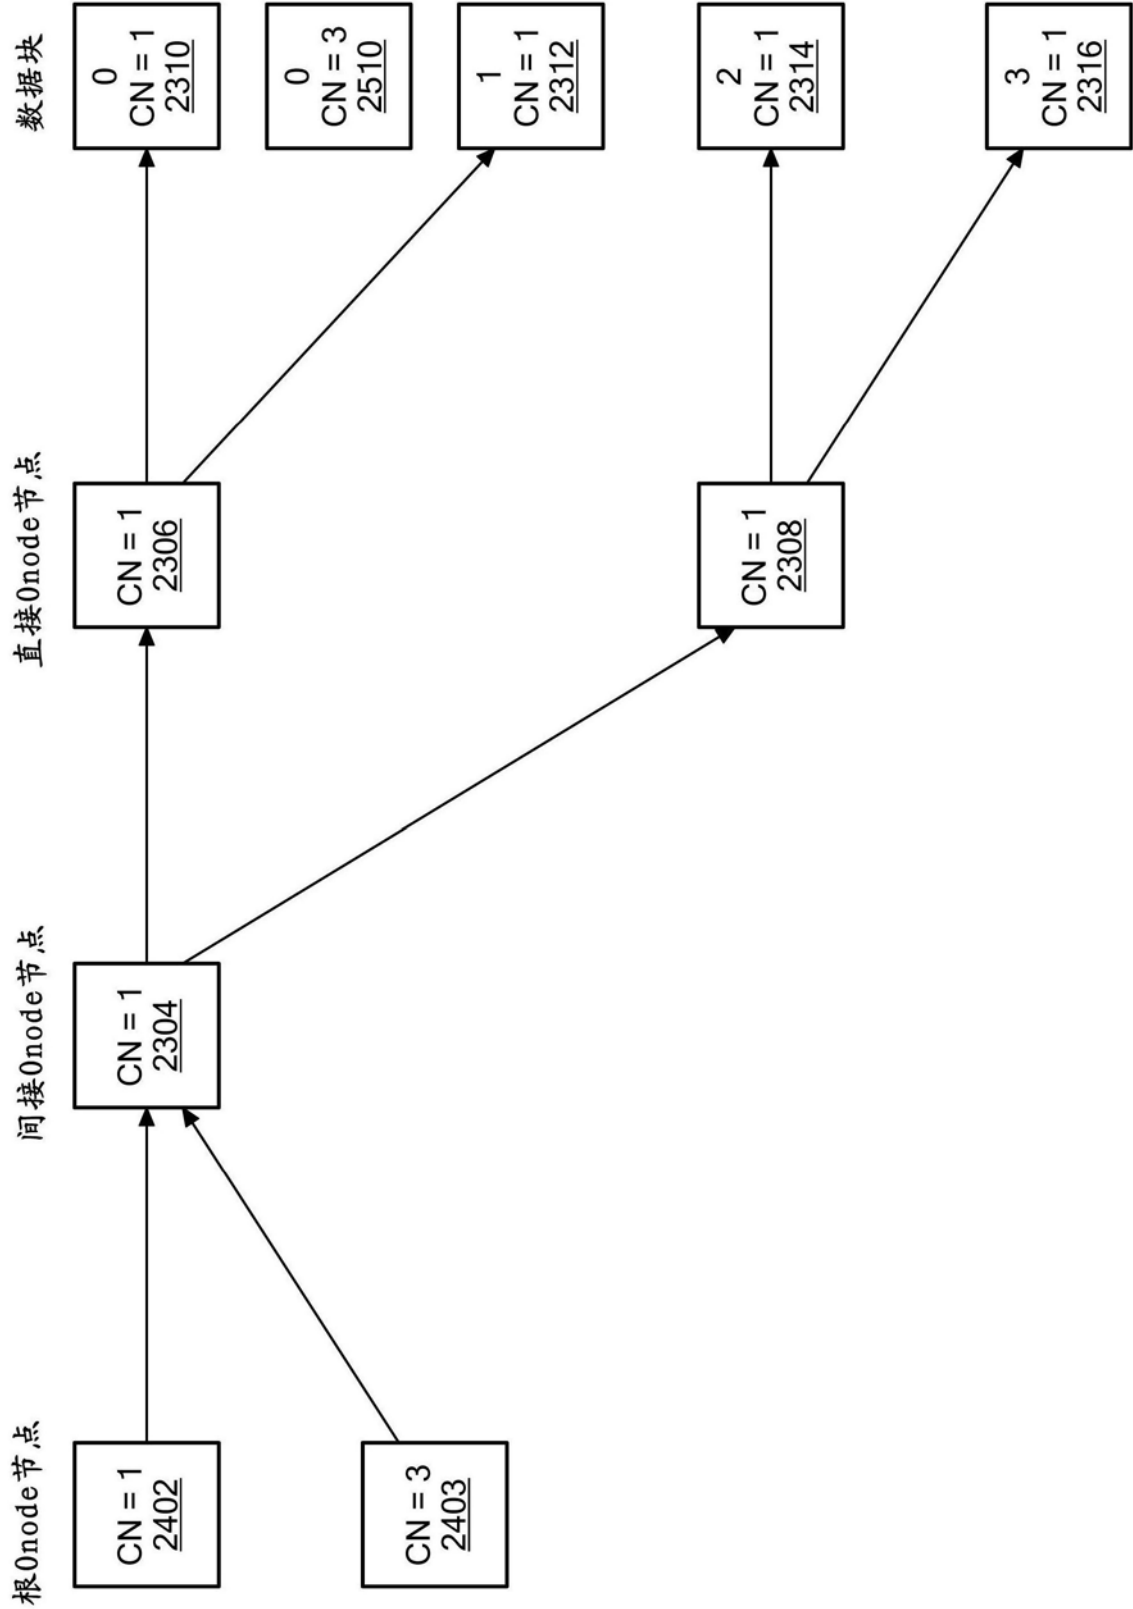 根Onode节点
间接Onode节点
直接Onode节点
数据块
CN = 1
2402
CN = 3
2403
CN = 1
2304
CN = 1
2306
CN = 1
2308
0
CN = 1
2310
0
CN = 3
2510
1
CN = 1
2312
2
CN = 1
2314
3
CN = 1
2316